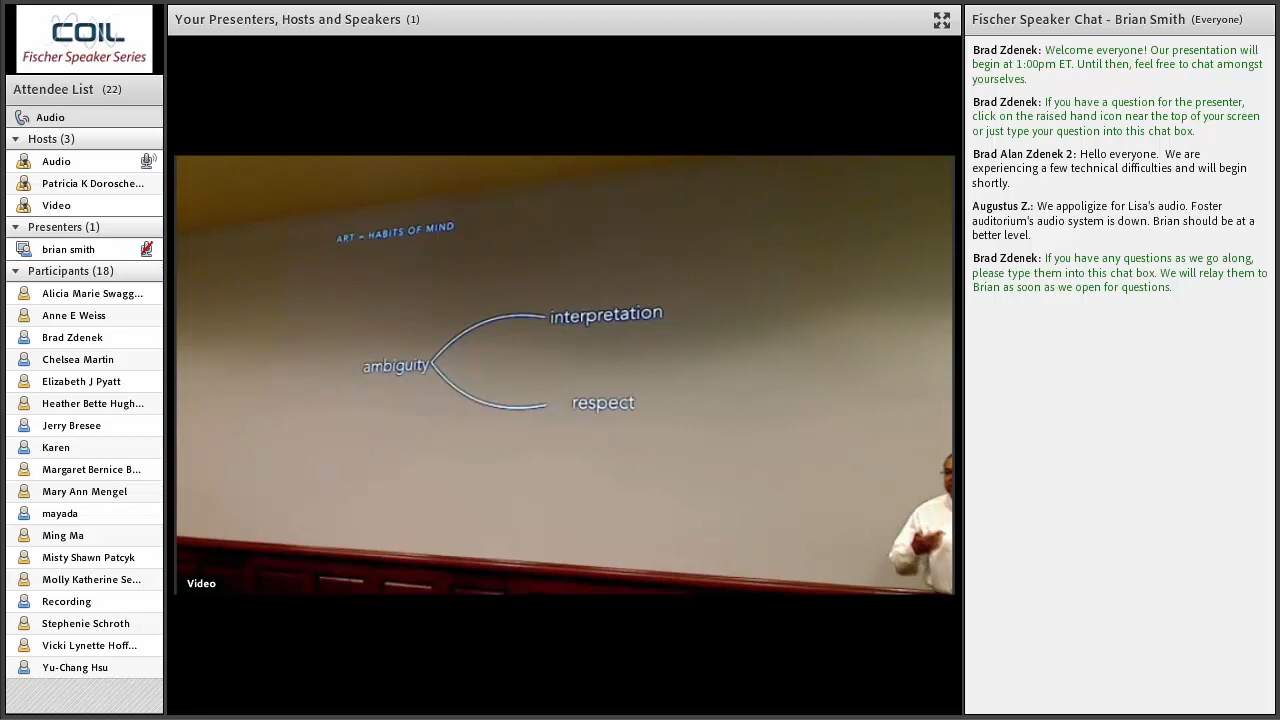 COIL
Fischer Speaker Series
Attendee List (22)
Audio
Hosts (3)
Audio
Patricia K Dorosche...
Video
Presenters (1)
brian smith
Participants (18)
Alicia Marie Swagg...
Anne E Weiss
Brad Zdenek
Chelsea Martin
Elizabeth J Pyatt
Heather Bette Hugh...
Jerry Bresee
Karen
Margaret Bernice B...
Mary Ann Mengel
mayada
Ming Ma
Misty Shawn Patcyk
Molly Katherine Se...
Recording
Stephenie Schroth
Vicki Lynette Hoff...
Yu-Chang Hsu
Your Presenters, Hosts and Speakers (1)
ART – HABITS OF MIND
interpretation
ambiguity
respect
Video
Fischer Speaker Chat - Brian Smith (Everyone)
Brad Zdenek: Welcome everyone! Our presentation will
begin at 1:00pm ET. Until then, feel free to chat amongst
yourselves.
Brad Zdenek: If you have a question for the presenter,
click on the raised hand icon near the top of your screen
or just type your question into this chat box.
Brad Alan Zdenek 2: Hello everyone. We are
experiencing a few technical difficulties and will begin
shortly.
Augustus Z.: We appoligize for Lisa's audio. Foster
auditorium's audio system is down. Brian should be at a
better level.
Brad Zdenek: If you have any questions as we go along,
please type them into this chat box. We will relay them to
Brian as soon as we open for questions.